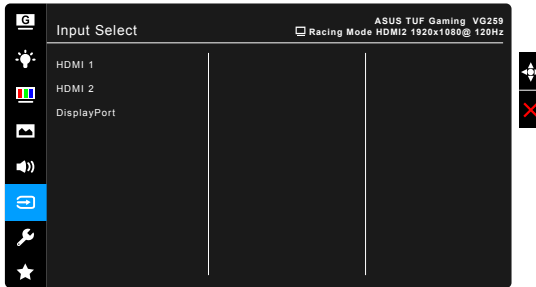 G
Input Select
ASUS TUF Gaming VG259
Racing Mode HDMI2 1920x1080@ 120Hz
HDMI 1
HDMI 2
DisplayPort